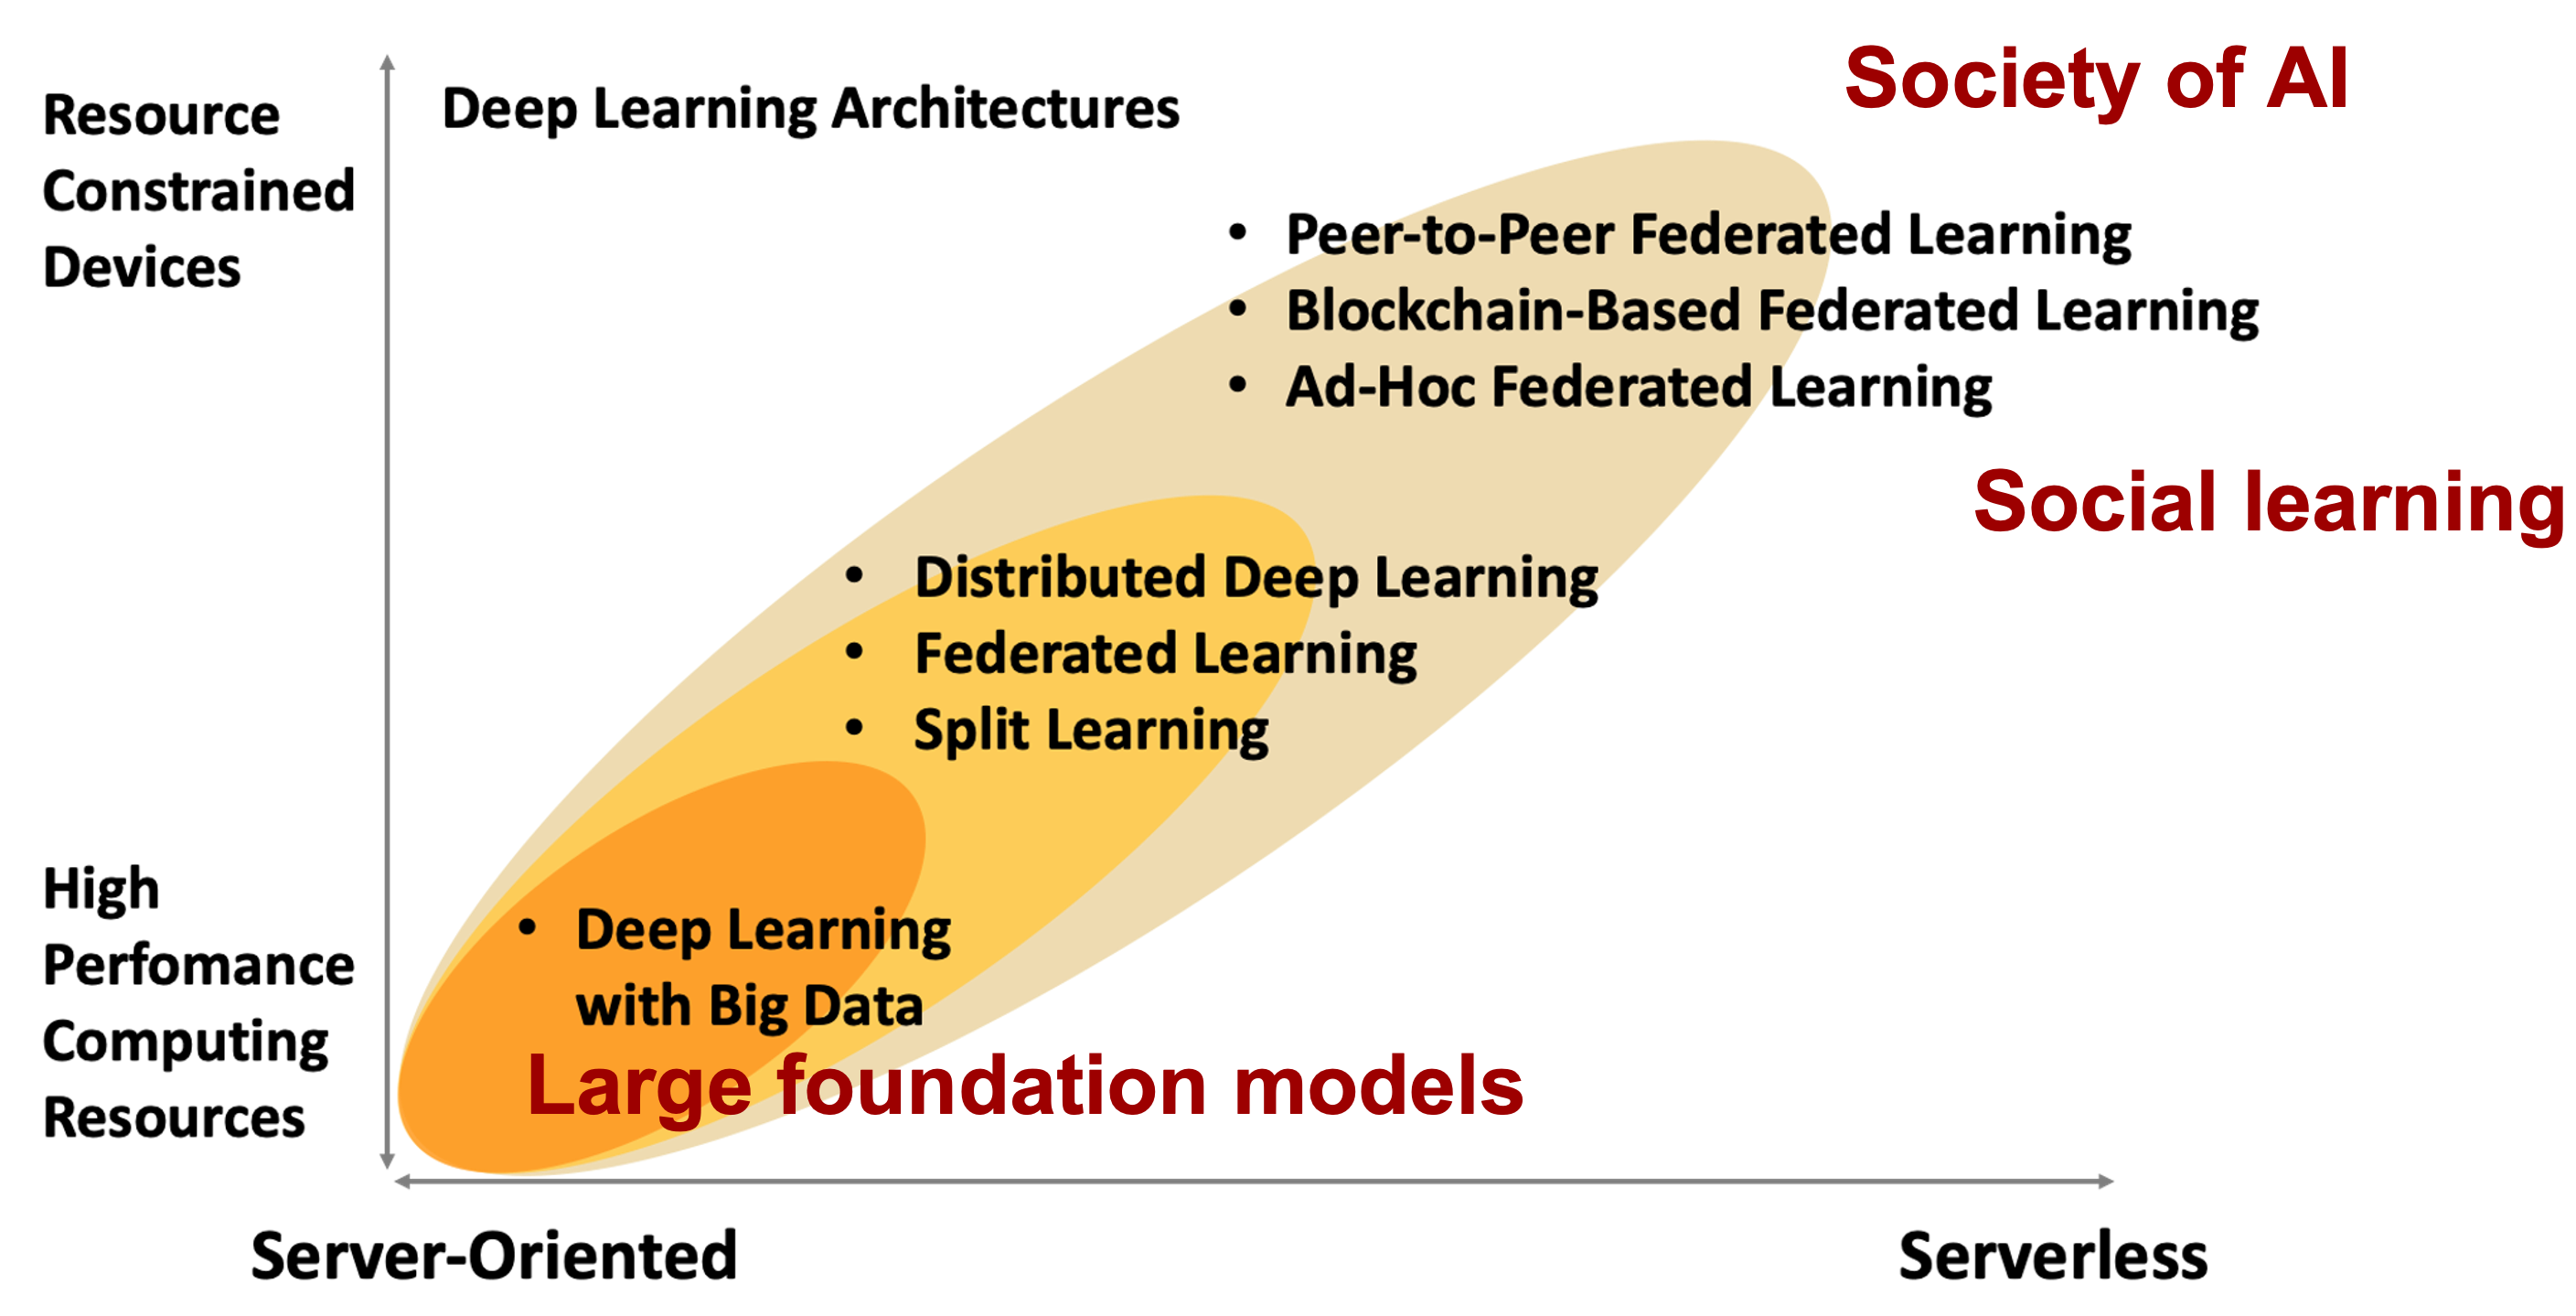 Society of AI
Deep Learning Architectures
Resource
Constrained
Devices
• Peer-to-Peer Federated Learning
• Blockchain-Based Federated Learning
• Ad-Hoc Federated Learning
Social learning
• Distributed Deep Learning
• Federated Learning
• Split Learning
High
Perfomance
Computing
Resources
• Deep Learning
with Big Data
Large foundation models
Server-Oriented
Serverless